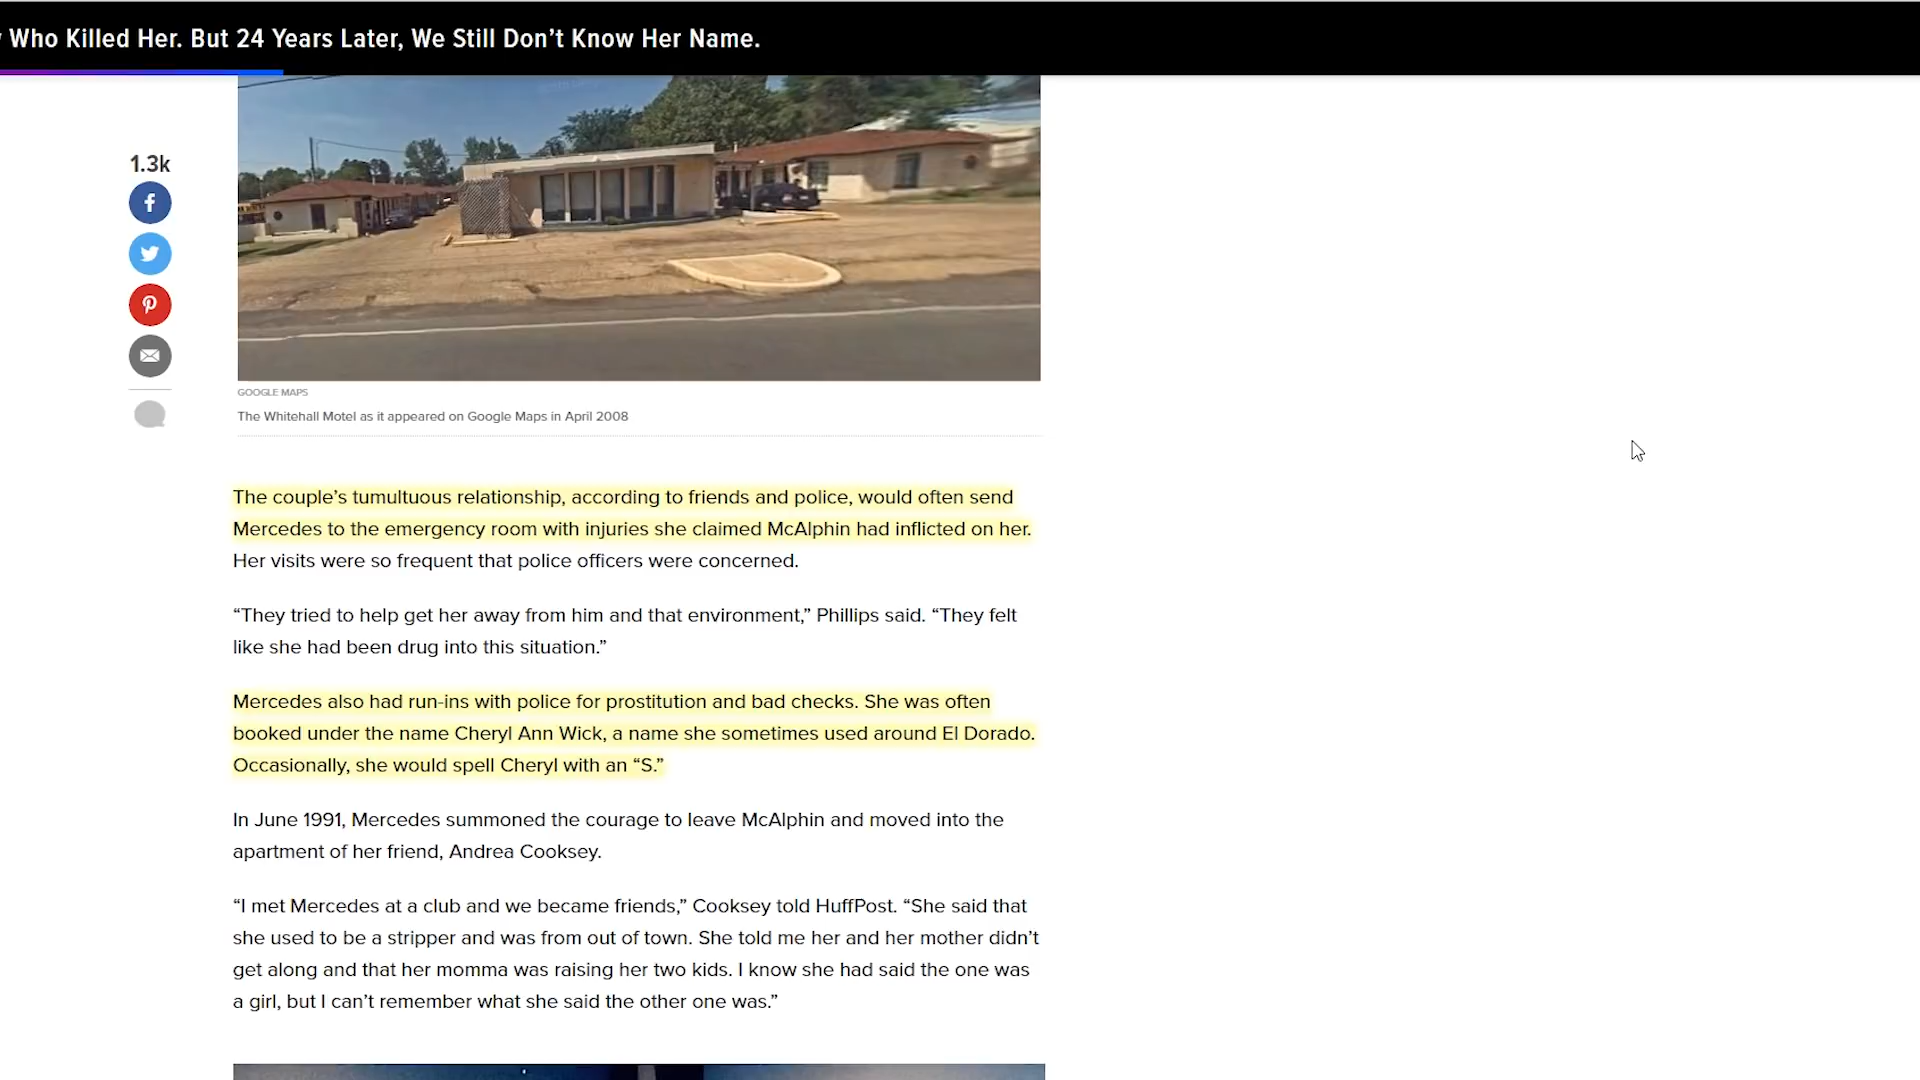 Who Killed Her. But 24 Years Later, We Still Don’t Know Her Name.
1.3k
GOOGLE MAPS
The Whitehall Motel as it appeared on Google Maps in April 2008
The couple’s tumultuous relationship, according to friends and police, would often send
Mercedes to the emergency room with injuries she claimed McAlphin had inflicted on her.
Her visits were so frequent that police officers were concerned.
“They tried to help get her away from him and that environment,” Phillips said. “They felt
like she had been drug into this situation.”
Mercedes also had run-ins with police for prostitution and bad checks. She was often
booked under the name Cheryl Ann Wick, a name she sometimes used around El Dorado.
Occasionally, she would spell Cheryl with an “S.”
In June 1991, Mercedes summoned the courage to leave McAlphin and moved into the
apartment of her friend, Andrea Cooksey.
“I met Mercedes at a club and we became friends,” Cooksey told HuffPost. “She said that
she used to be a stripper and was from out of town. She told me her and her mother didn’t
get along and that her momma was raising her two kids. I know she had said the one was
a girl, but I can’t remember what she said the other one was.”